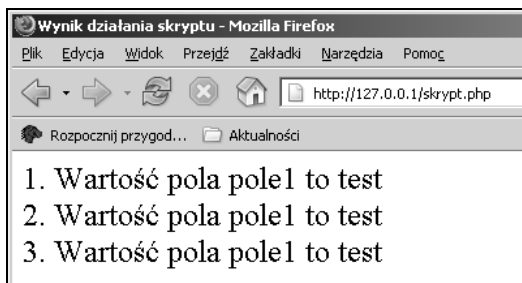 Wynik działania skryptu - Mozilla Firefox
Plik Edycja Widok Przejdź Zakładki Narzędzia Pomoc
http://127.0.0.1/skrypt.php
Rozpocznij przygod... Aktualności
1. Wartość pola pole1 to test
2. Wartość pola pole1 to test
3. Wartość pola pole1 to test